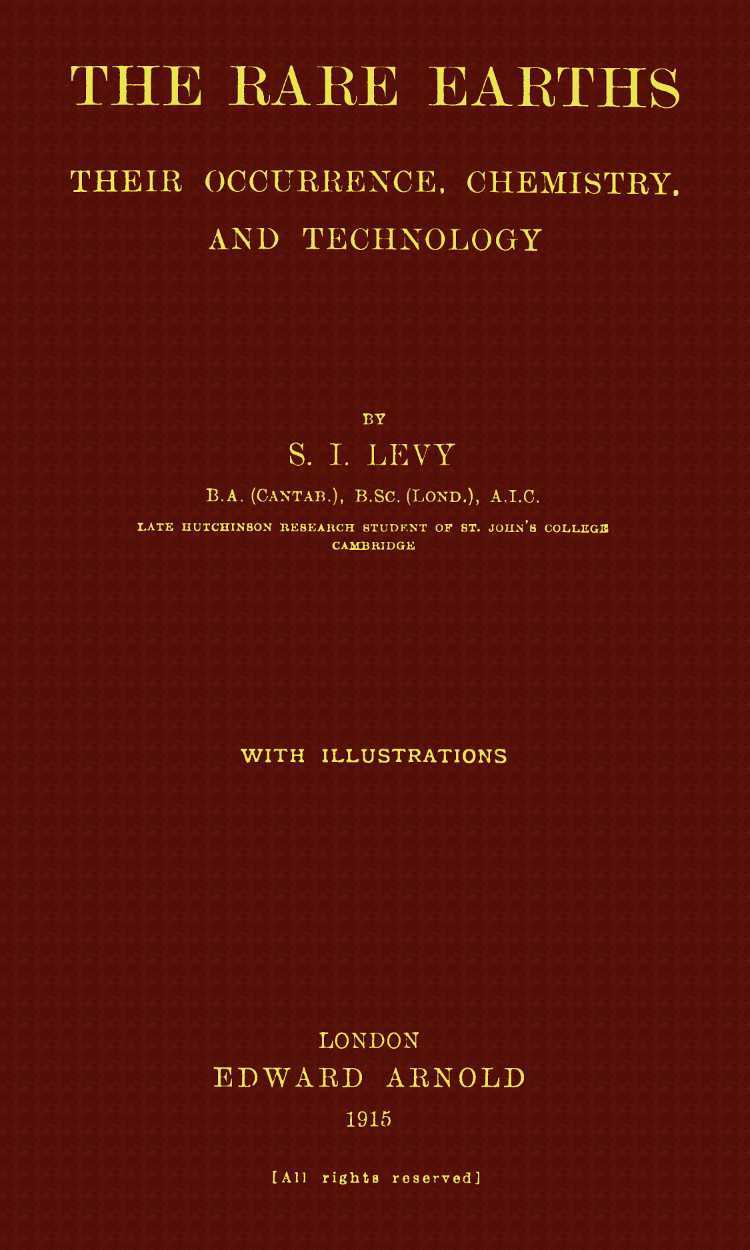 THE RARE EARTHS
THEIR OCCURRENCE, CHEMISTRY,
AND TECHNOLOGY
BY
S. I. LEVY
B.A. (CANTAB.), B.SC. (LOND.), A.I.C.
LATE HUTCHINSON RESEARCH STUDENT OF ST. JOHN'S COLLEGE
CAMBRIDGE
WITH ILLUSTRATIONS
LONDON
EDWARD ARNOLD
1915
[All rights reserved]